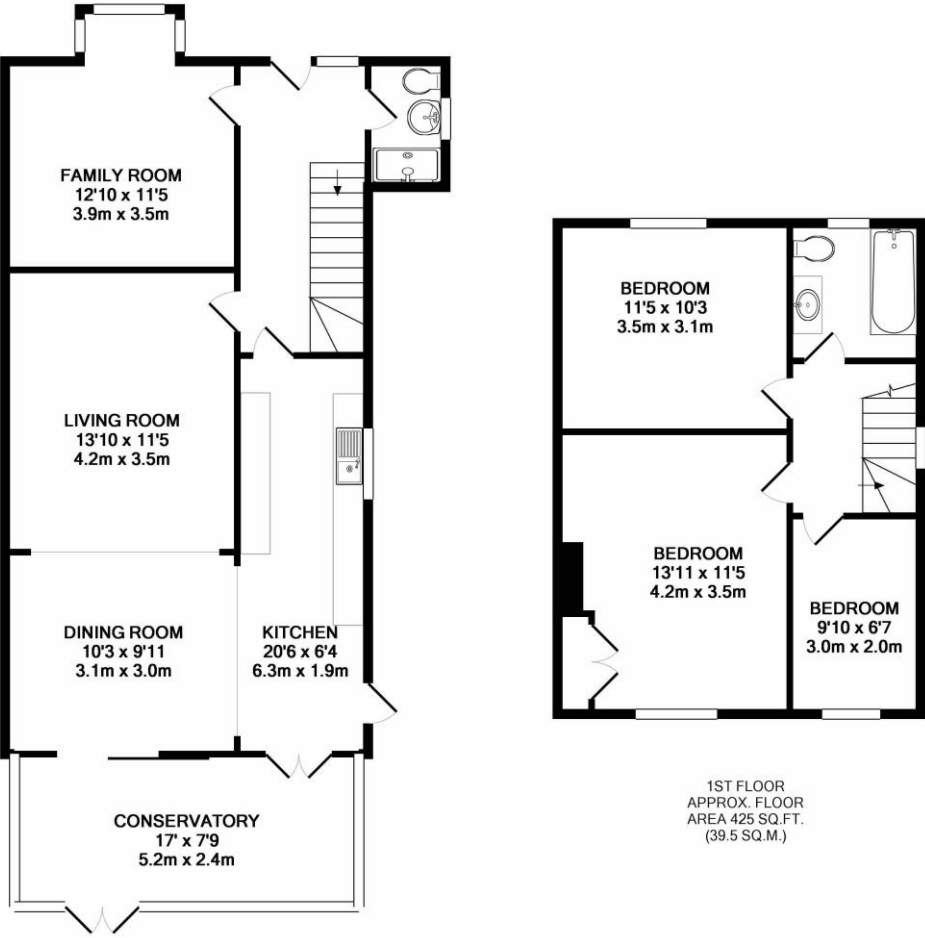 FAMILY ROOM
12'10 x 11'5
3.9m x 3.5m
LIVING ROOM
13'10 x 11'5
4.2m x 3.5m
DINING ROOM
10'3 x 9'11
3.1m x 3.0m
KITCHEN
20'6 x 6'4
6.3m x 1.9m
CONSERVATORY
17' x 7'9
5.2m x 2.4m
BEDROOM
11'5 x 10'3
3.5m x 3.1m
BEDROOM
13'11 x 11'5
4.2m x 3.5m
BEDROOM
9'10 x 6'7
3.0m x 2.0m
1ST FLOOR
APPROX. FLOOR
AREA 425 SQ.FT.
(39.5 SQ.M.)